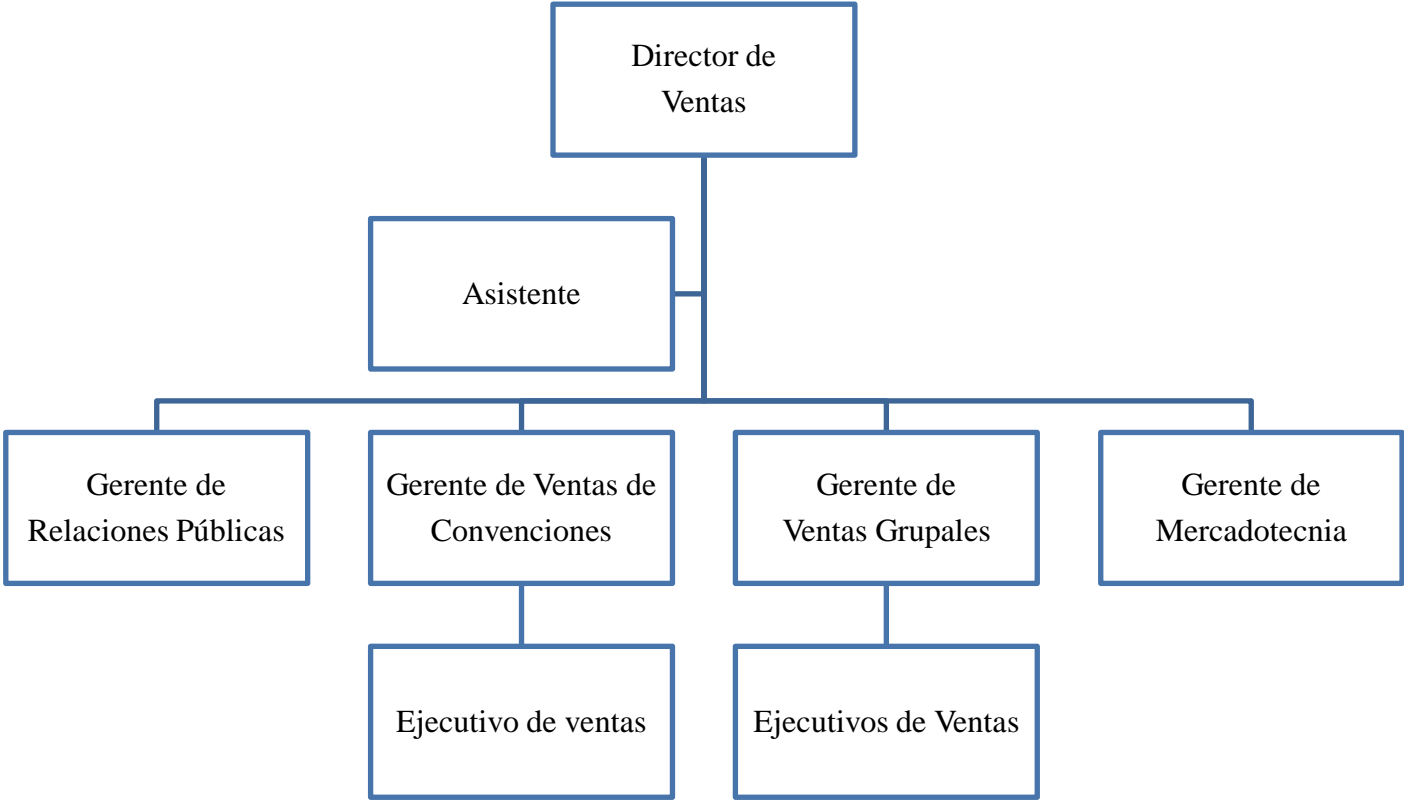 Director de
Ventas
Asistente
Gerente de
Relaciones Públicas
Gerente de Ventas de
Convenciones
Gerente de
Ventas Grupales
Gerente de
Mercadotecnia
Ejecutivo de ventas
Ejecutivos de Ventas